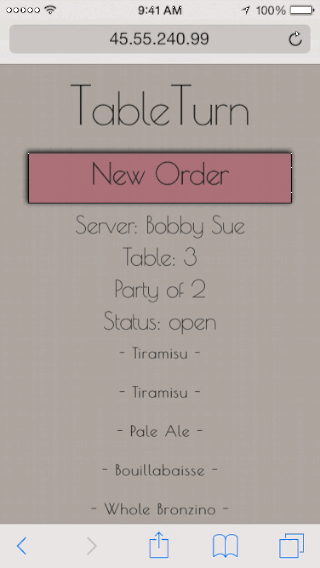 9:41 AM 100%
45.55.240.99
TableTurn
New Order
Server: Bobby Sue
Table: 3
Party of 2
Status: open
- Tiramisu -
- Tiramisu -
- Pale Ale -
- Bouillabaisse -
- Whole Bronzino -